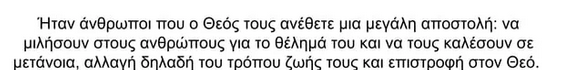 Ήταν άνθρωποι που ο Θεός τους ανέθετε μια μεγάλη αποστολή: να
μιλήσουν στους ανθρώπους για το θέλημά του και να τους καλέσουν σε
μετάνοια, αλλαγή δηλαδή του τρόπου ζωής τους και επιστροφή στον Θεό.